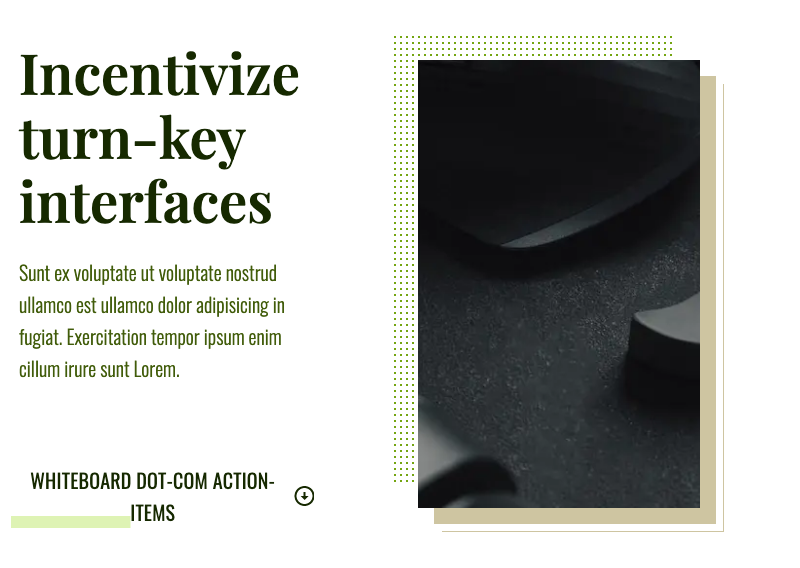 Incentivize
turn-key
interfaces
Sunt ex voluptate ut voluptate nostrud
ullamco est ullamco dolor adipisicing in
fugiat. Exercitation tempor ipsum enim
cillum irure sunt Lorem.
WHITEBOARD DOT-COM ACTION-
ITEMS